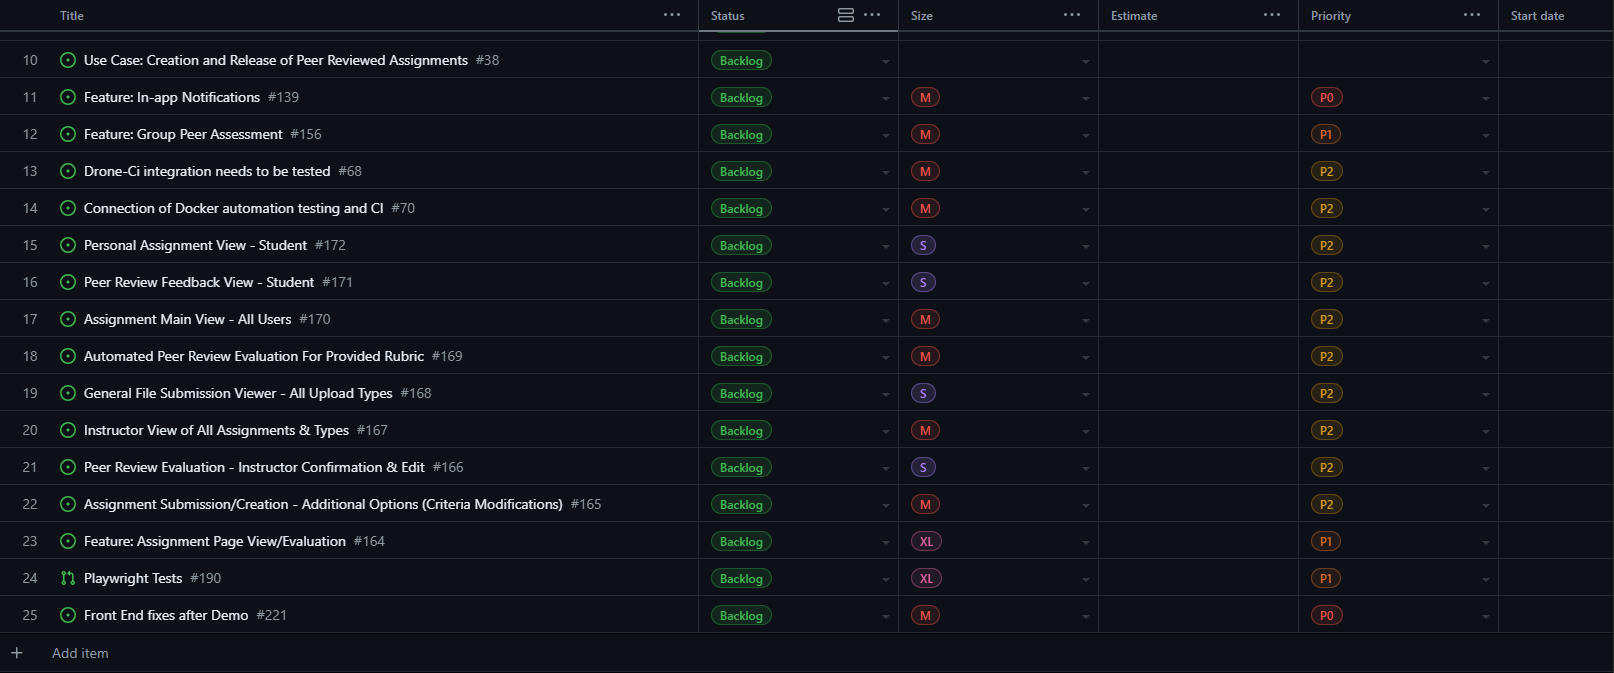 Title Status Size Estimate Priority Start date
10 Use Case: Creation and Release of Peer Reviewed Assignments #38 Backlog
11 Feature: In-app Notifications #139 Backlog M P0
12 Feature: Group Peer Assessment #156 Backlog M P1
13 Drone-Ci integration needs to be tested #68 Backlog M P2
14 Connection of Docker automation testing and CI #70 Backlog M P2
15 Personal Assignment View - Student #172 Backlog S P2
16 Peer Review Feedback View - Student #171 Backlog S P2
17 Assignment Main View - All Users #170 Backlog M P2
18 Automated Peer Review Evaluation For Provided Rubric #169 Backlog M P2
19 General File Submission Viewer - All Upload Types #168 Backlog S P2
20 Instructor View of All Assignments & Types #167 Backlog M P2
21 Peer Review Evaluation - Instructor Confirmation & Edit #166 Backlog S P2
22 Assignment Submission/Creation - Additional Options (Criteria Modifications) #165 Backlog M P2
23 Feature: Assignment Page View/Evaluation #164 Backlog XL P1
24 Playwright Tests #190 Backlog XL P1
25 Front End fixes after Demo #221 Backlog M P0
+ Add item